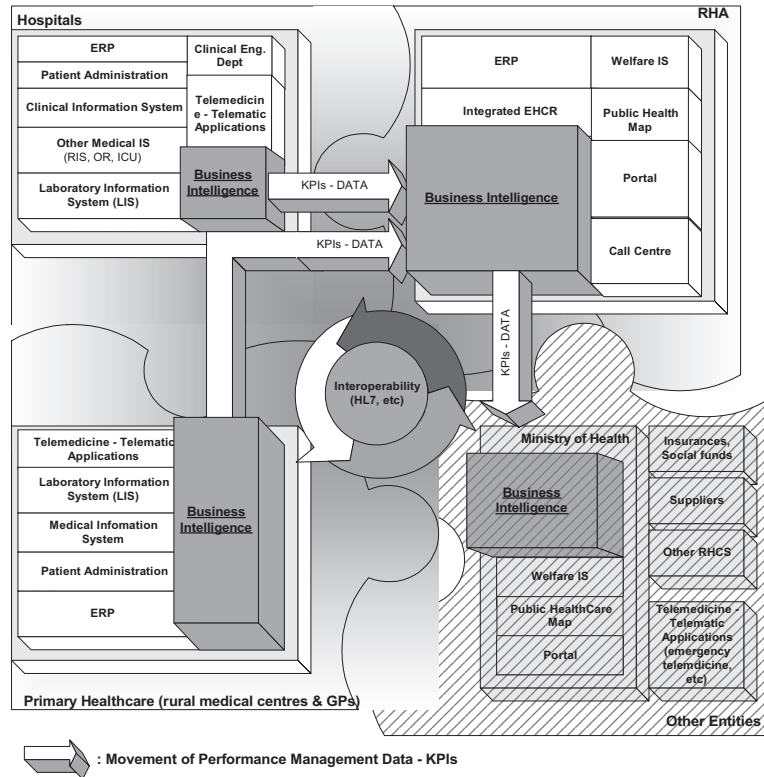 Hospitals
ERP
Patient Administration
Clinical Information System
Other Medical IS
(RIS, OR, ICU)
Laboratory Information
System (LIS)
Clinical Eng.
Dept
Telemedicin
e - Telematic
Applications
Business
Intelligence
KPIs - DATA
KPIs - DATA
RHA
ERP
Integrated EHCR
Business Intelligence
Welfare IS
Public Health
Map
Portal
Call Centre
KPIs - DATA
Interoperability
(HL7, etc)
Telemedicine - Telematic
Applications
Laboratory Information
System (LIS)
Medical Infomation
System
Patient Administration
ERP
Business
Intelligence
Primary Healthcare (rural medical centres & GPs)
Ministry of Health
Business
Intelligence
Welfare IS
Public HealthCare
Map
Portal
Insurances,
Social funds
Suppliers
Other RHCS
Telemedicine -
Telematic
Applications
(emergency
telemdicine,
etc)
Other Entities
: Movement of Performance Management Data - KPIs